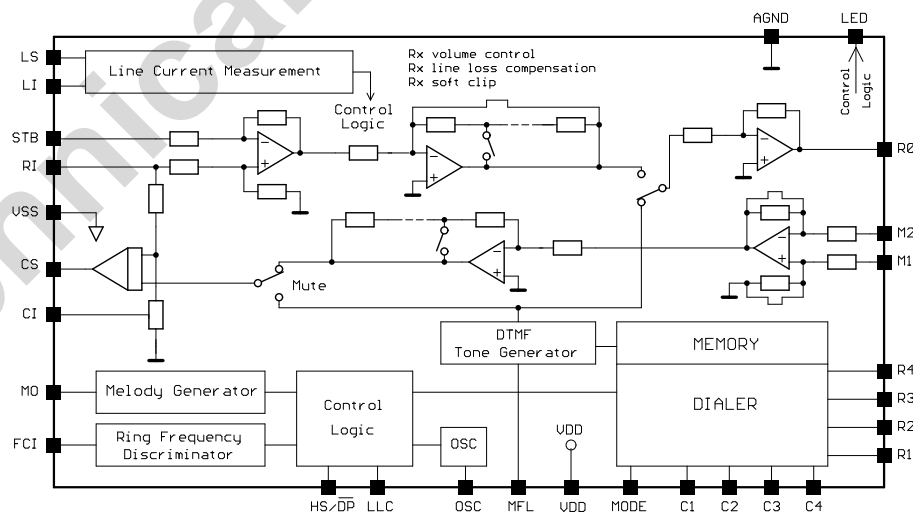 AGND
LED
LS
LI
Line Current Measurement
Control
Logic
Rx volume control
Rx line loss compensation
Rx soft clip
Control
Logic
STB
RI
VSS
CS
CI
RO
M2
M1
Mute
DTMF
Tone Generator
MEMORY
DIALER
MO
Melody Generator
Control
Logic
FCI
Ring Frequency
Discriminator
OSC
VDD
R4
R3
R2
R1
HS/DP
LLC
OSC
MFL
VDD
MODE
C1
C2
C3
C4